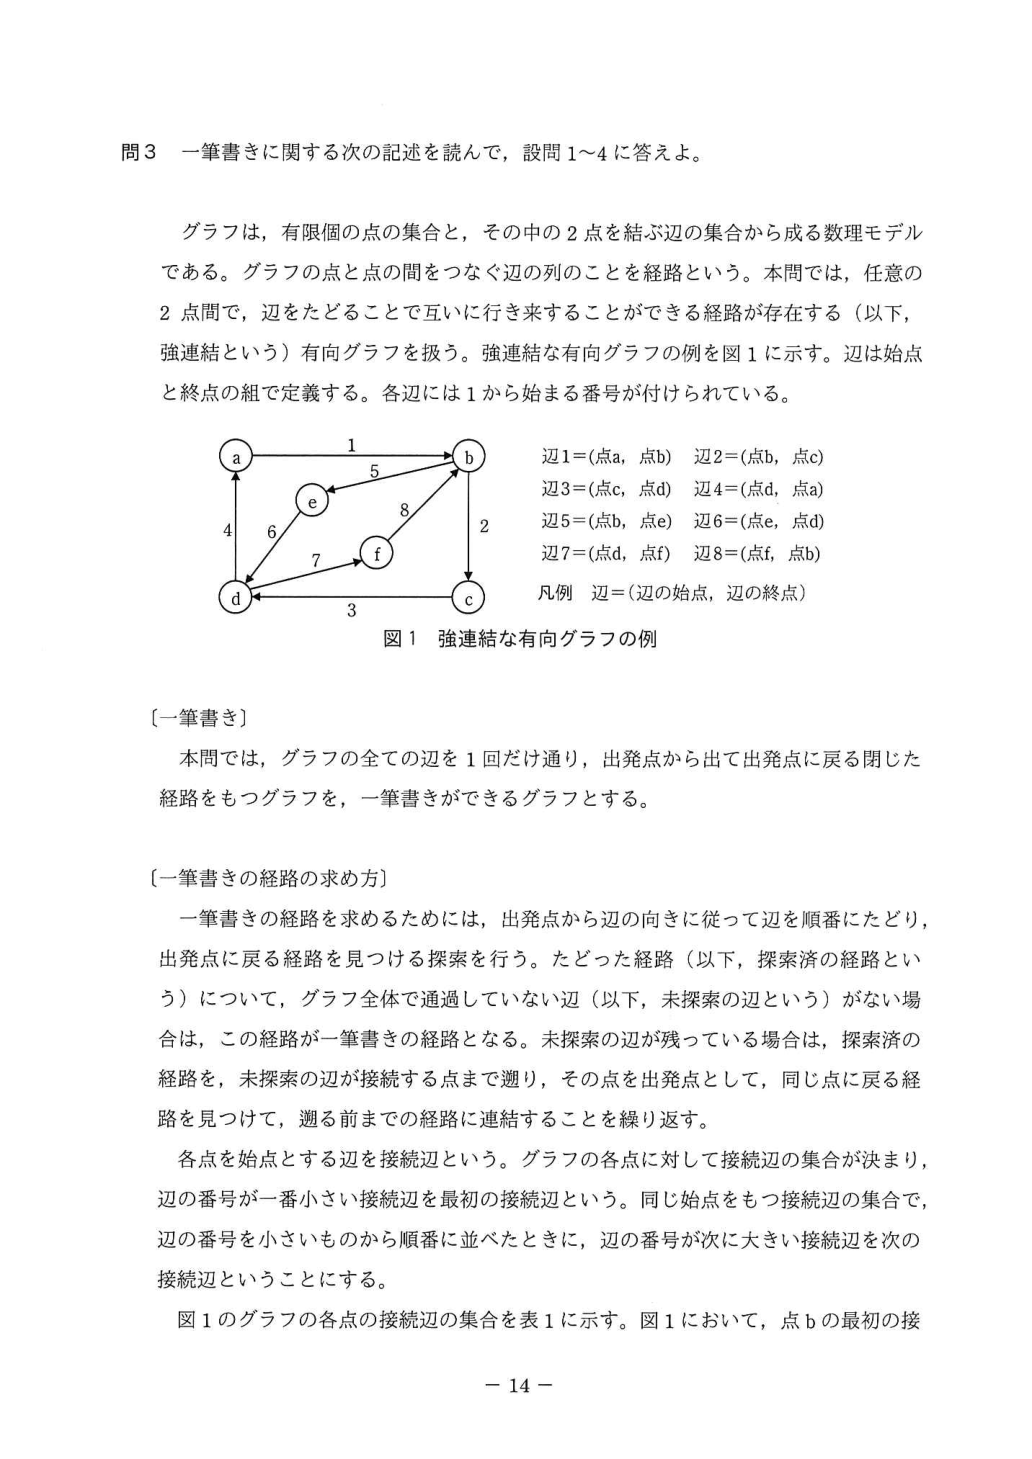 問3 一筆書きに関する次の記述を読んで，設問1～4に答えよ。
グラフは，有限個の点の集合と，その中の2点を結ぶ辺の集合から成る数理モデル
である。グラフの点と点の間をつなぐ辺の列のことを経路という。本問では，任意の
2 点間で，辺をたどることで互いに行き来することができる経路が存在する（以下，
強連結という）有向グラフを扱う。強連結な有向グラフの例を図1に示す。辺は始点
と終点の組で定義する。各辺には1から始まる番号が付けられている。
a 1 b
5
e
8
4 6 2
7 f
d c
3
辺1=(点a，点b) 辺2=(点b，点c)
辺3=(点c，点d) 辺4=(点d，点a)
辺5=(点b，点e) 辺6=(点e，点d)
辺7=(点d，点f) 辺8=(点f，点b)
凡例 辺=(辺の始点，辺の終点)
図1 強連結な有向グラフの例
〔一筆書き〕
本問では，グラフの全ての辺を1回だけ通り，出発点から出て出発点に戻る閉じた
経路をもつグラフを，一筆書きができるグラフとする。
〔一筆書きの経路の求め方〕
一筆書きの経路を求めるためには，出発点から辺の向きに従って辺を順番にたどり，
出発点に戻る経路を見つける探索を行う。たどった経路（以下，探索済の経路とい
う）について，グラフ全体で通過していない辺（以下，未探索の辺という）がない場
合は，この経路が一筆書きの経路となる。未探索の辺が残っている場合は，探索済の
経路を，未探索の辺が接続する点まで遡り，その点を出発点として，同じ点に戻る経
路を見つけて，遡る前までの経路に連結することを繰り返す。
各点を始点とする辺を接続辺という。グラフの各点に対して接続辺の集合が決まり，
辺の番号が一番小さい接続辺を最初の接続辺という。同じ始点をもつ接続辺の集合で，
辺の番号を小さいものから順番に並べたときに，辺の番号が次に大きい接続辺を次の
接続辺ということにする。
図1のグラフの各点の接続辺の集合を表1に示す。図1において，点bの最初の接
－ 14 －